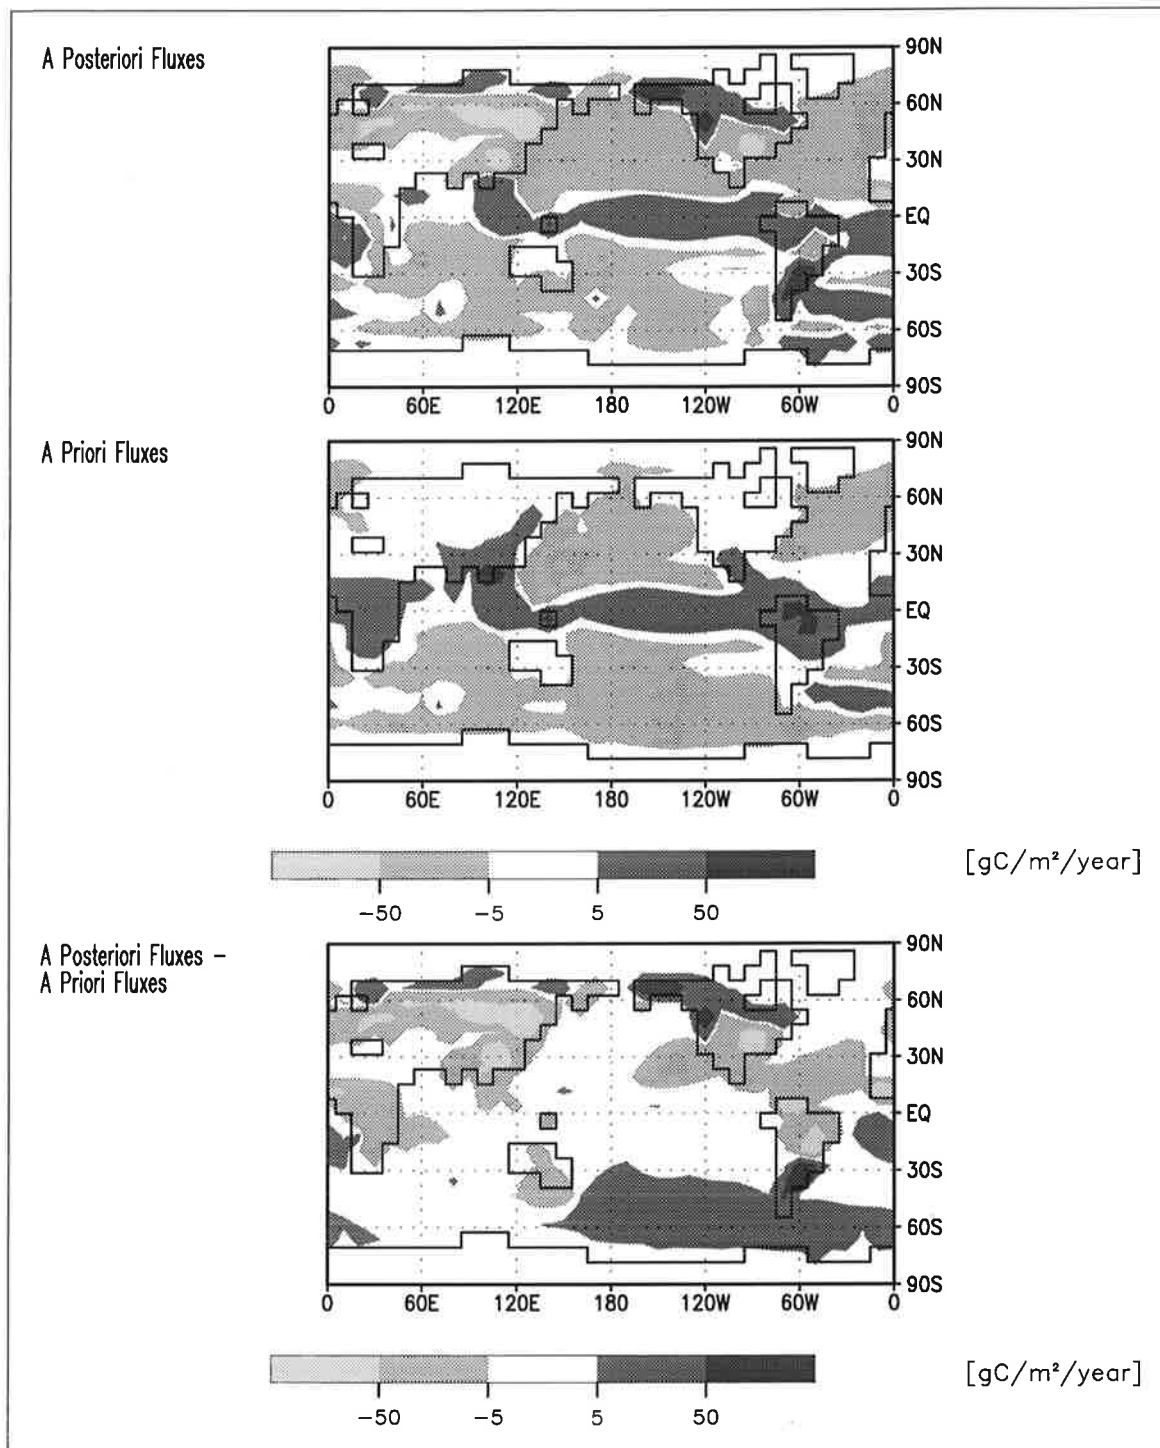 A Posteriori Fluxes
90N
60N
30N
EQ
30S
60S
90S
0 60E 120E 180 120W 60W 0
A Priori Fluxes
90N
60N
30N
EQ
30S
60S
90S
0 60E 120E 180 120W 60W 0
[gC/m²/year]
-50 -5 5 50
A Posteriori Fluxes -
A Priori Fluxes
90N
60N
30N
EQ
30S
60S
90S
0 60E 120E 180 120W 60W 0
[gC/m²/year]
-50 -5 5 50